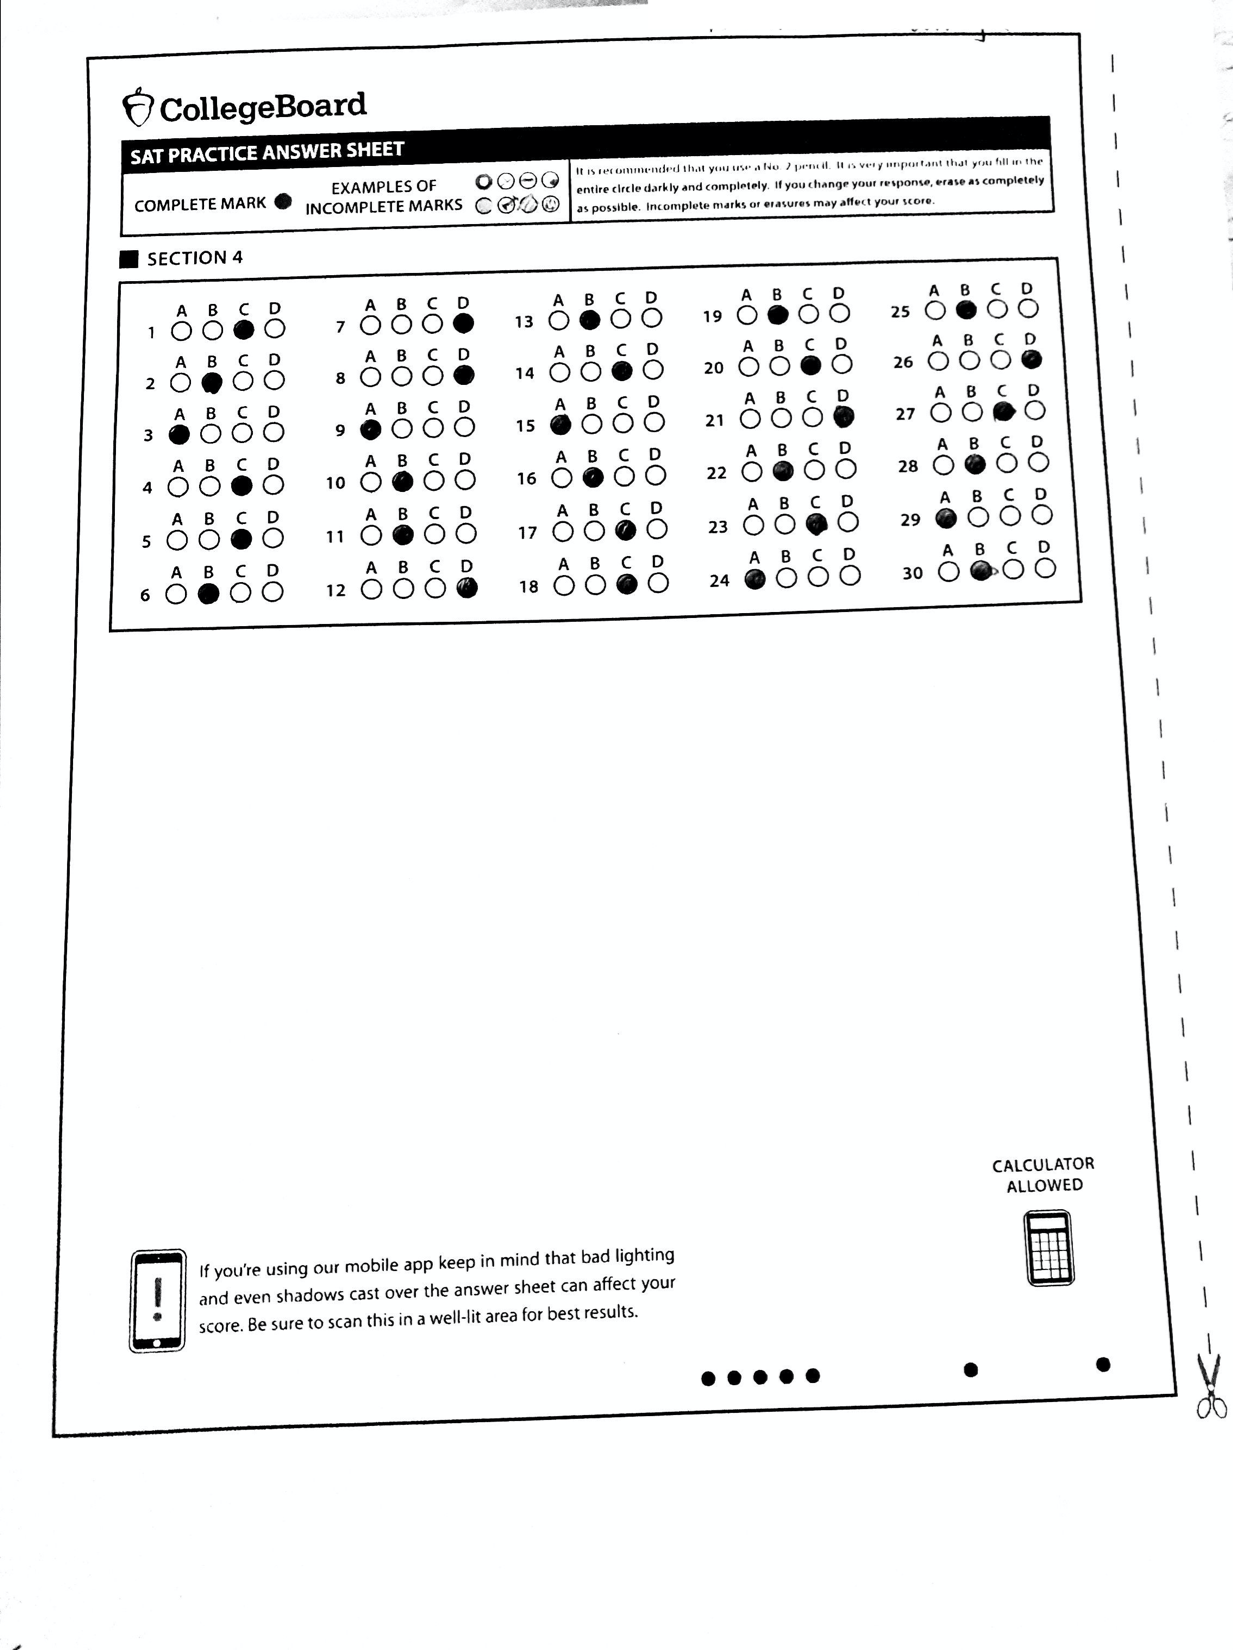 CollegeBoard
SAT PRACTICE ANSWER SHEET
COMPLETE MARK
EXAMPLES OF
INCOMPLETE MARKS
It is recommended that you use a No. 2 pencil. It is very important that you fill in the
entire circle darkly and completely. If you change your response, erase as completely
as possible. Incomplete marks or erasures may affect your score.
SECTION 4
A B C D
1
A B C D
2
A B C D
3
A B C D
4
A B C D
5
A B C D
6
A B C D
7
A B C D
8
A B C D
9
A B C D
10
A B C D
11
A B C D
12
A B C D
13
A B C D
14
A B C D
15
A B C D
16
A B C D
17
A B C D
18
A B C D
19
A B C D
20
A B C D
21
A B C D
22
A B C D
23
A B C D
24
A B C D
25
A B C D
26
A B C D
27
A B C D
28
A B C D
29
A B C D
30
CALCULATOR
ALLOWED
If you're using our mobile app keep in mind that bad lighting
and even shadows cast over the answer sheet can affect your
score. Be sure to scan this in a well-lit area for best results.